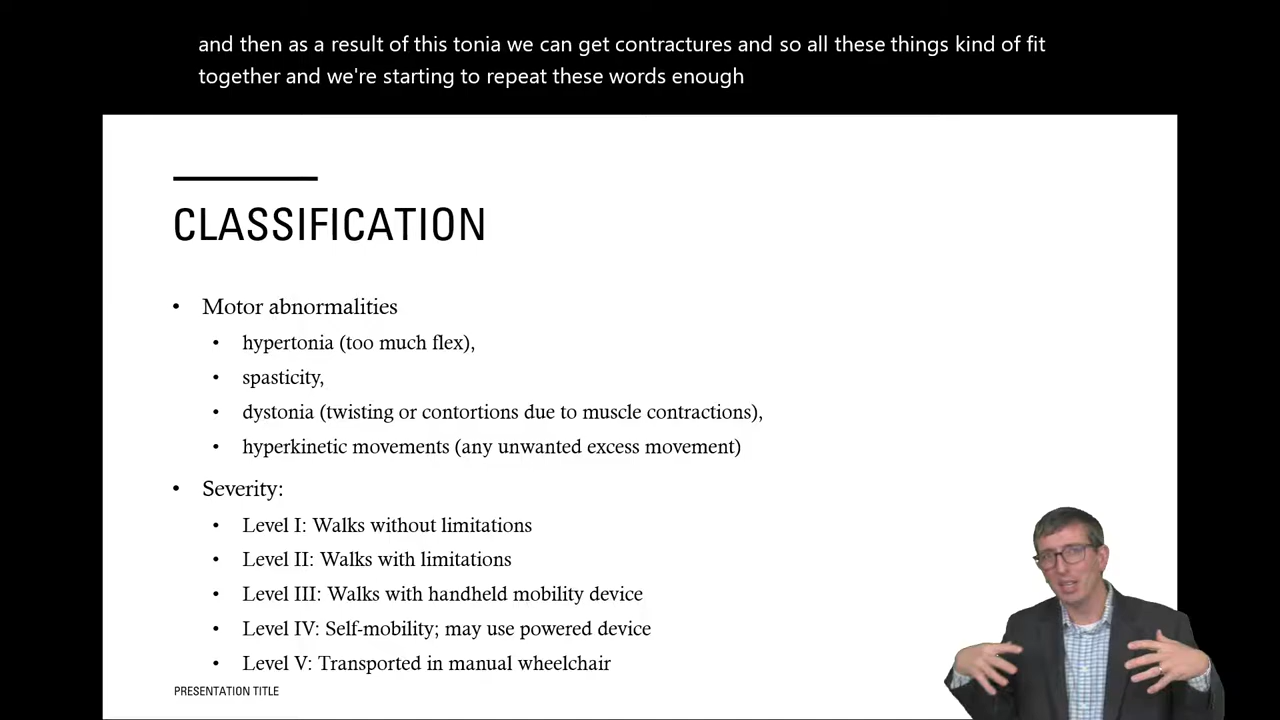 and then as a result of this tonia we can get contractures and so all these things kind of fit
together and we're starting to repeat these words enough
CLASSIFICATION
• Motor abnormalities
• hypertonia (too much flex),
• spasticity,
• dystonia (twisting or contortions due to muscle contractions),
• hyperkinetic movements (any unwanted excess movement)
• Severity:
• Level I: Walks without limitations
• Level II: Walks with limitations
• Level III: Walks with handheld mobility device
• Level IV: Self-mobility; may use powered device
• Level V: Transported in manual wheelchair
PRESENTATION TITLE